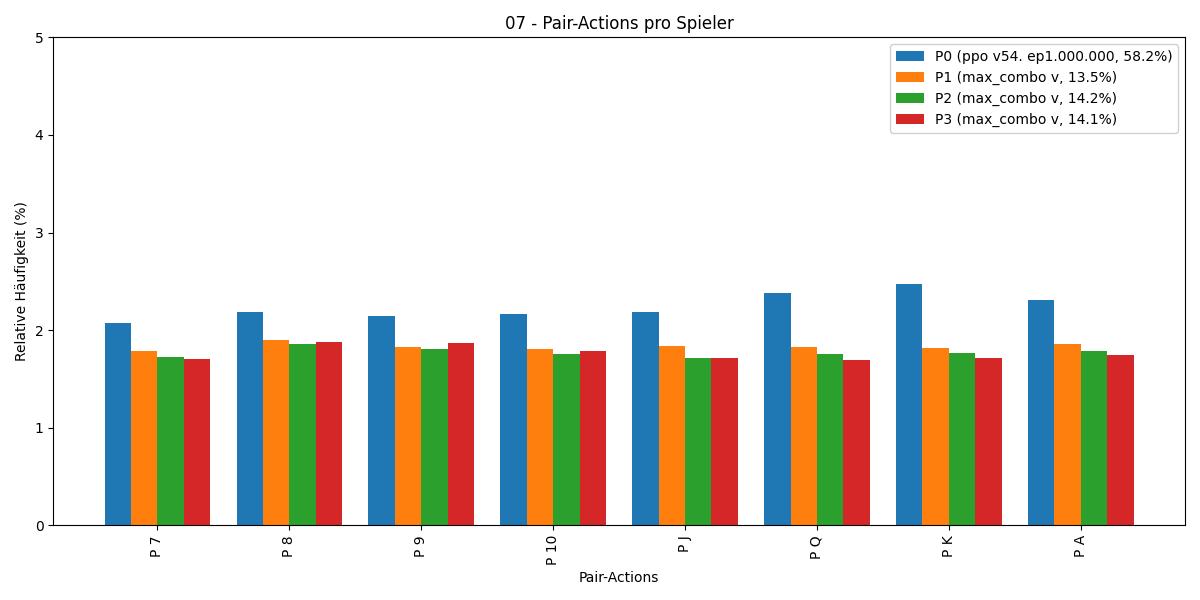 07 - Pair-Actions pro Spieler
P0 (ppo v54. ep1.000.000, 58.2%)
P1 (max_combo v, 13.5%)
P2 (max_combo v, 14.2%)
P3 (max_combo v, 14.1%)
Relative Häufigkeit (%)
5
4
3
2
1
0
P 7
P 8
P 9
P 10
P J
P Q
P K
P A
Pair-Actions